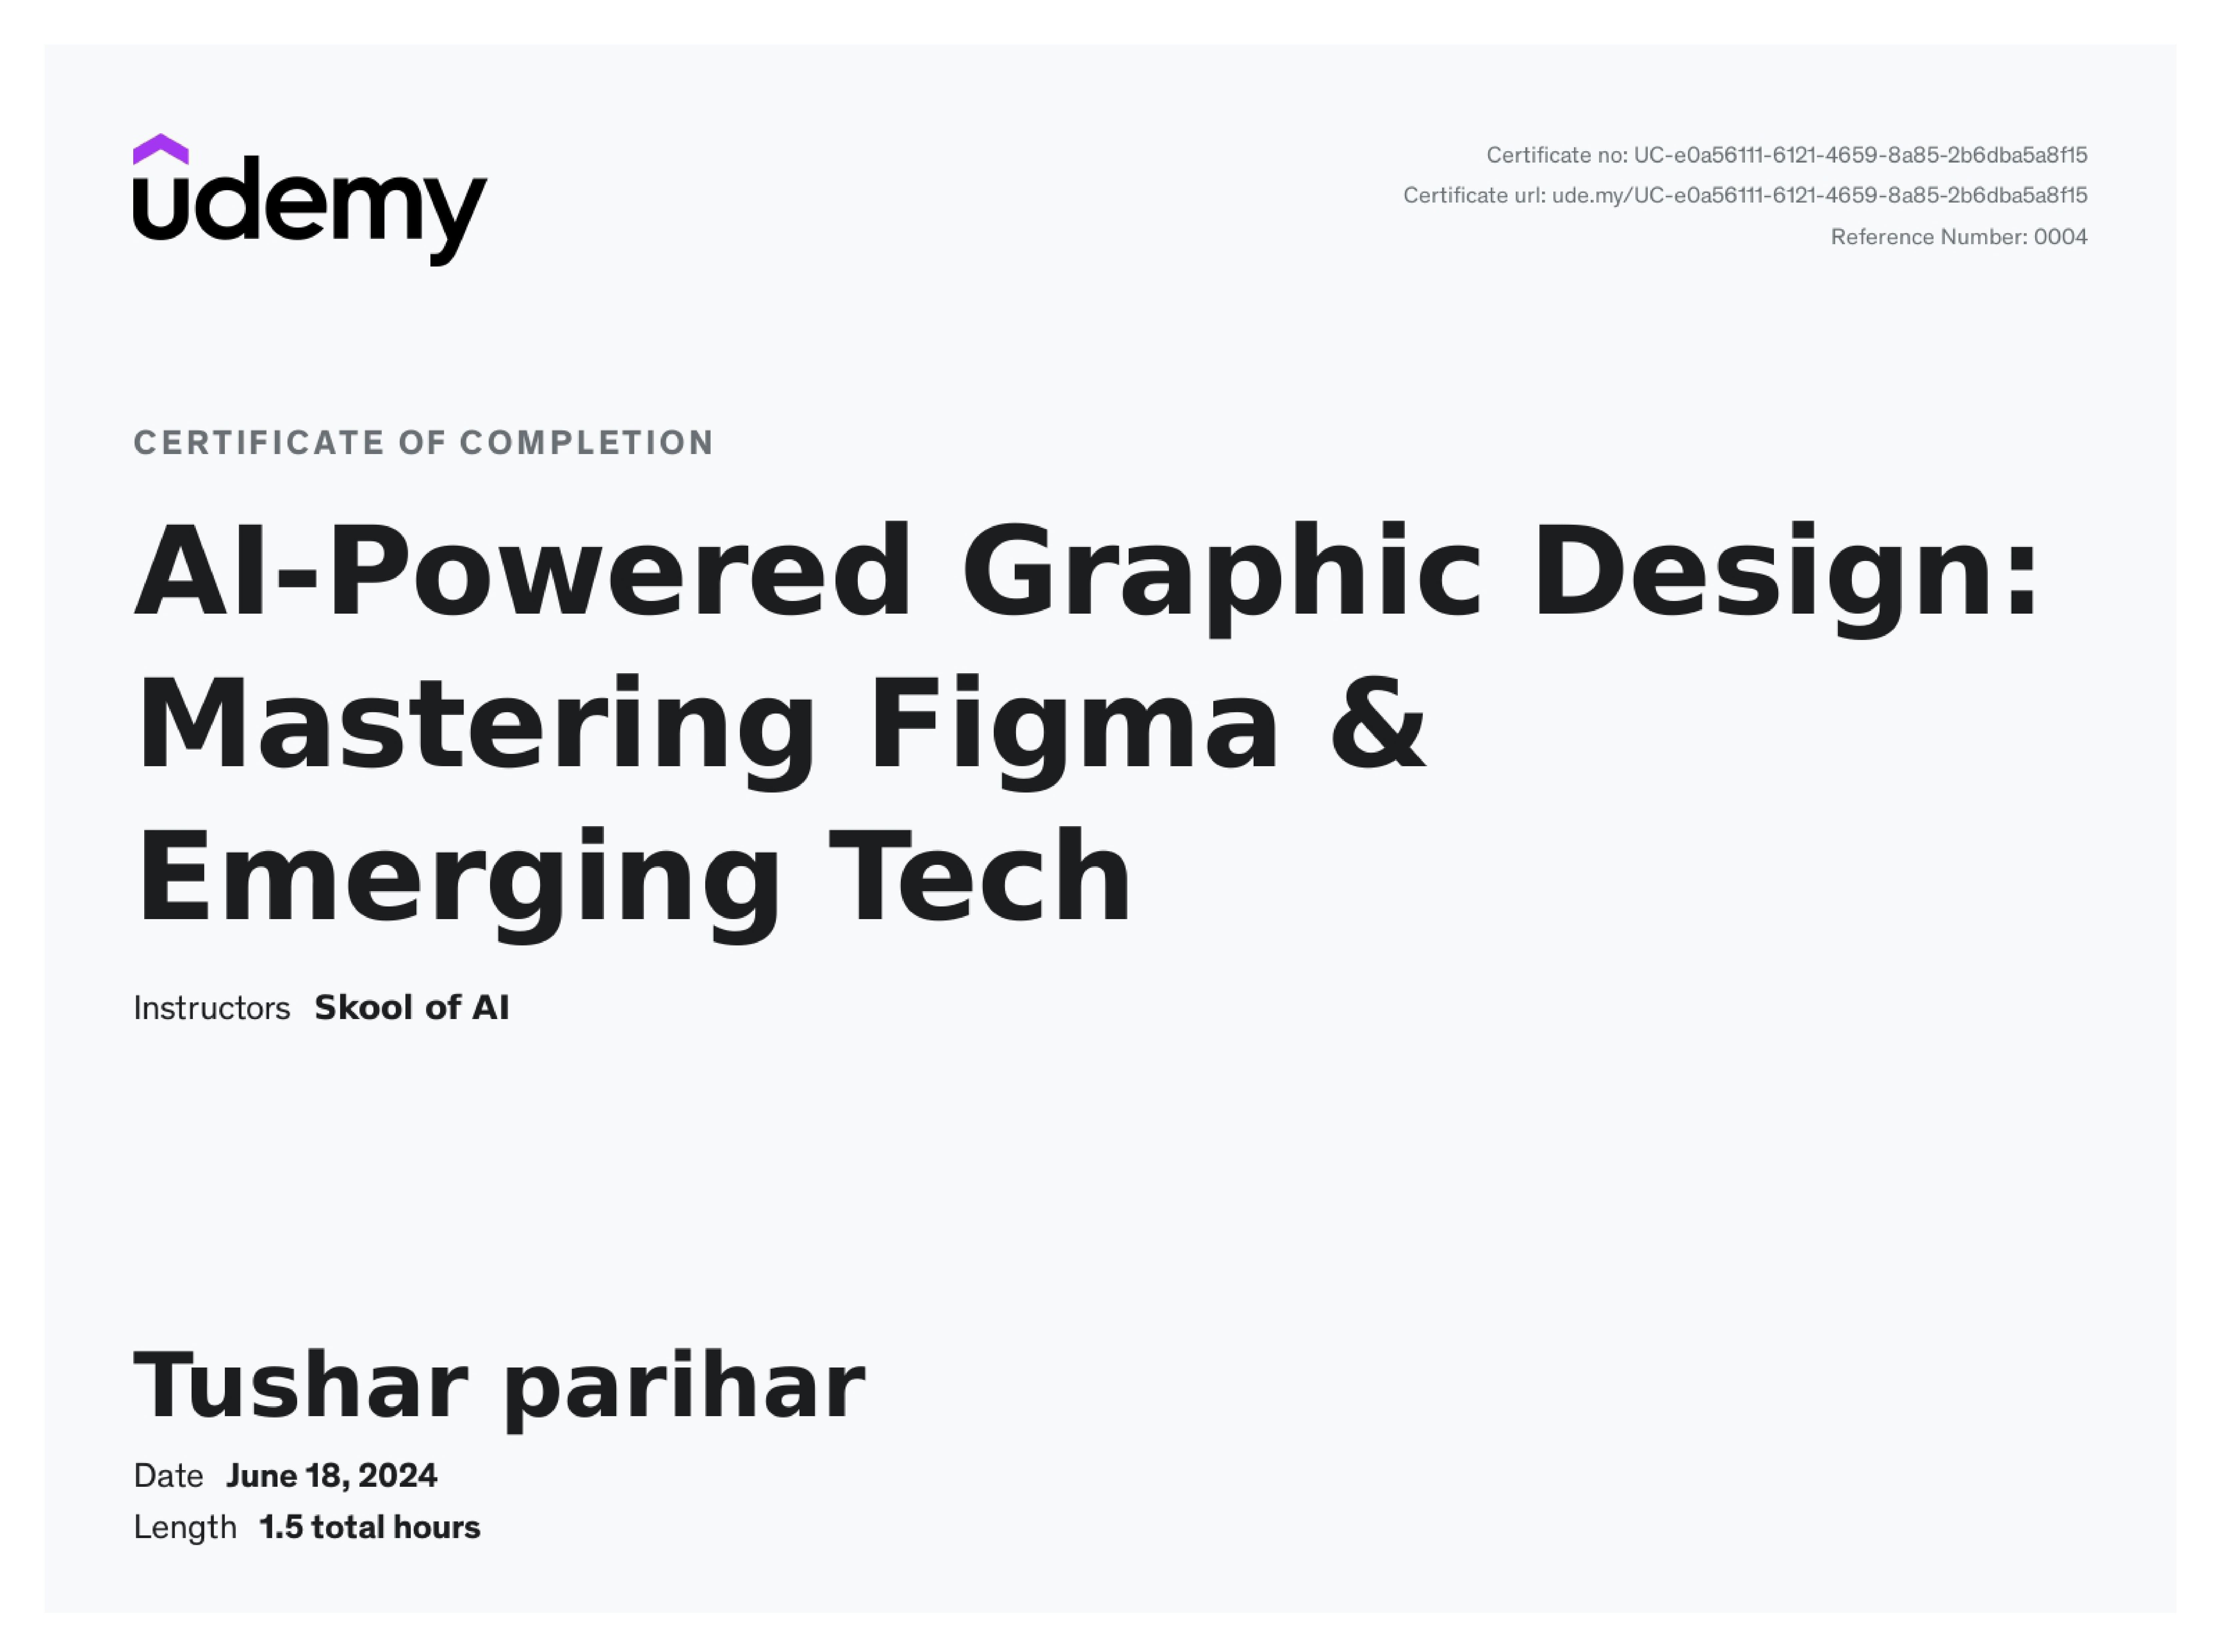 udemy
Certificate no: UC-e0a56111-6121-4659-8a85-2b6dba5a8f15
Certificate url: ude.my/UC-e0a56111-6121-4659-8a85-2b6dba5a8f15
Reference Number: 0004
CERTIFICATE OF COMPLETION
AI-Powered Graphic Design:
Mastering Figma &
Emerging Tech
Instructors Skool of AI
Tushar parihar
Date June 18, 2024
Length 1.5 total hours